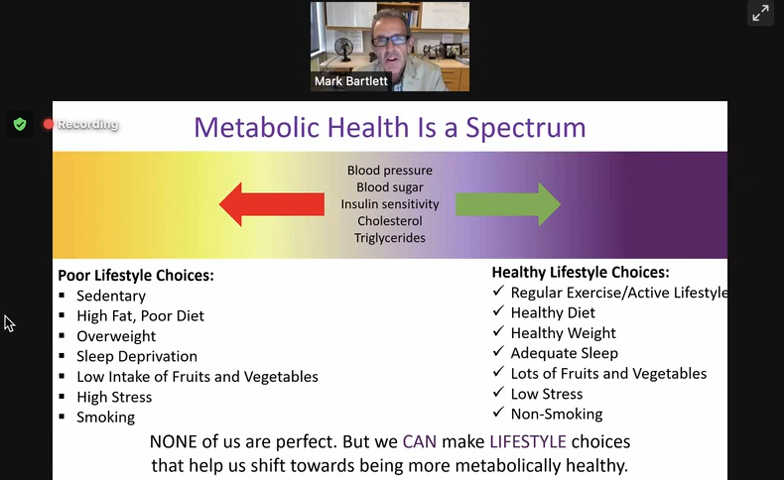 Mark Bartlett
Recording
Metabolic Health Is a Spectrum
Blood pressure
Blood sugar
Insulin sensitivity
Cholesterol
Triglycerides
Poor Lifestyle Choices:
▪ Sedentary
▪ High Fat, Poor Diet
▪ Overweight
▪ Sleep Deprivation
▪ Low Intake of Fruits and Vegetables
▪ High Stress
▪ Smoking
Healthy Lifestyle Choices:
✓ Regular Exercise/Active Lifestyle
✓ Healthy Diet
✓ Healthy Weight
✓ Adequate Sleep
✓ Lots of Fruits and Vegetables
✓ Low Stress
✓ Non-Smoking
NONE of us are perfect. But we CAN make LIFESTYLE choices
that help us shift towards being more metabolically healthy.